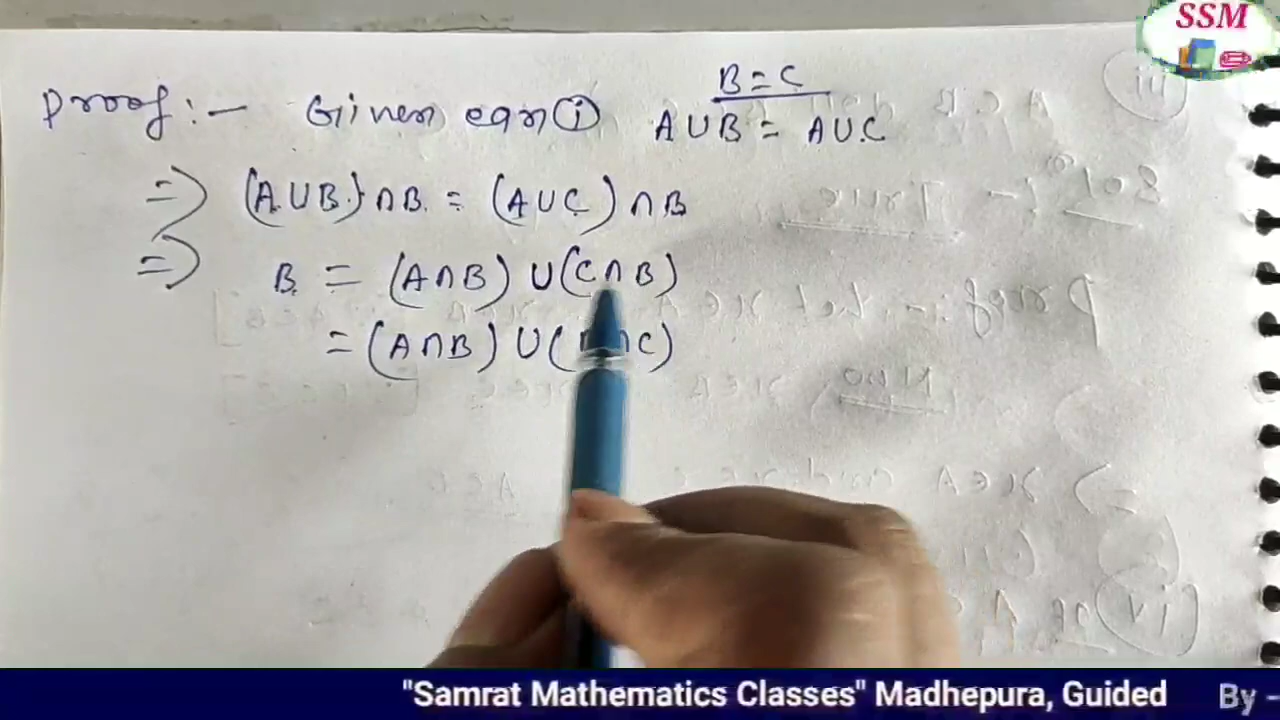 SSM
B = C
Proof :- Given eqn (i) A∪B = A∪C
=> (A∪B)∩B = (A∪C)∩B
=> B = (A∩B) ∪ (C∩B)
= (A∩B) ∪ ( ∩C)
"Samrat Mathematics Classes" Madhepura, Guided By -